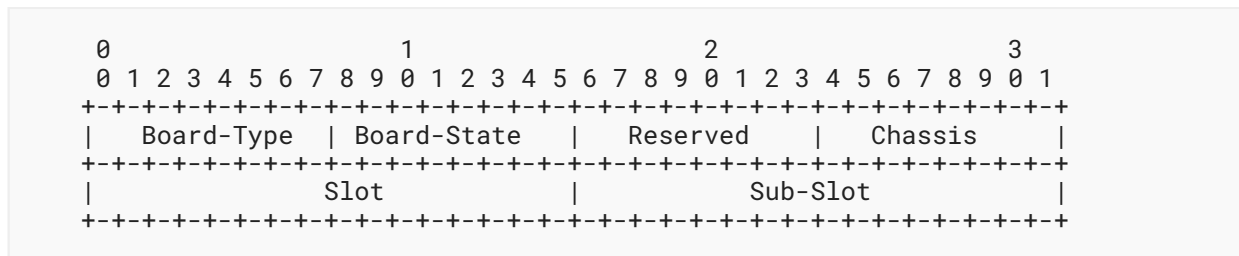 0                   1                   2                   3
 0 1 2 3 4 5 6 7 8 9 0 1 2 3 4 5 6 7 8 9 0 1 2 3 4 5 6 7 8 9 0 1
+-+-+-+-+-+-+-+-+-+-+-+-+-+-+-+-+-+-+-+-+-+-+-+-+-+-+-+-+-+-+-+-+
|   Board-Type  | Board-State   |   Reserved    |   Chassis     |
+-+-+-+-+-+-+-+-+-+-+-+-+-+-+-+-+-+-+-+-+-+-+-+-+-+-+-+-+-+-+-+-+
|               Slot            |           Sub-Slot            |
+-+-+-+-+-+-+-+-+-+-+-+-+-+-+-+-+-+-+-+-+-+-+-+-+-+-+-+-+-+-+-+-+